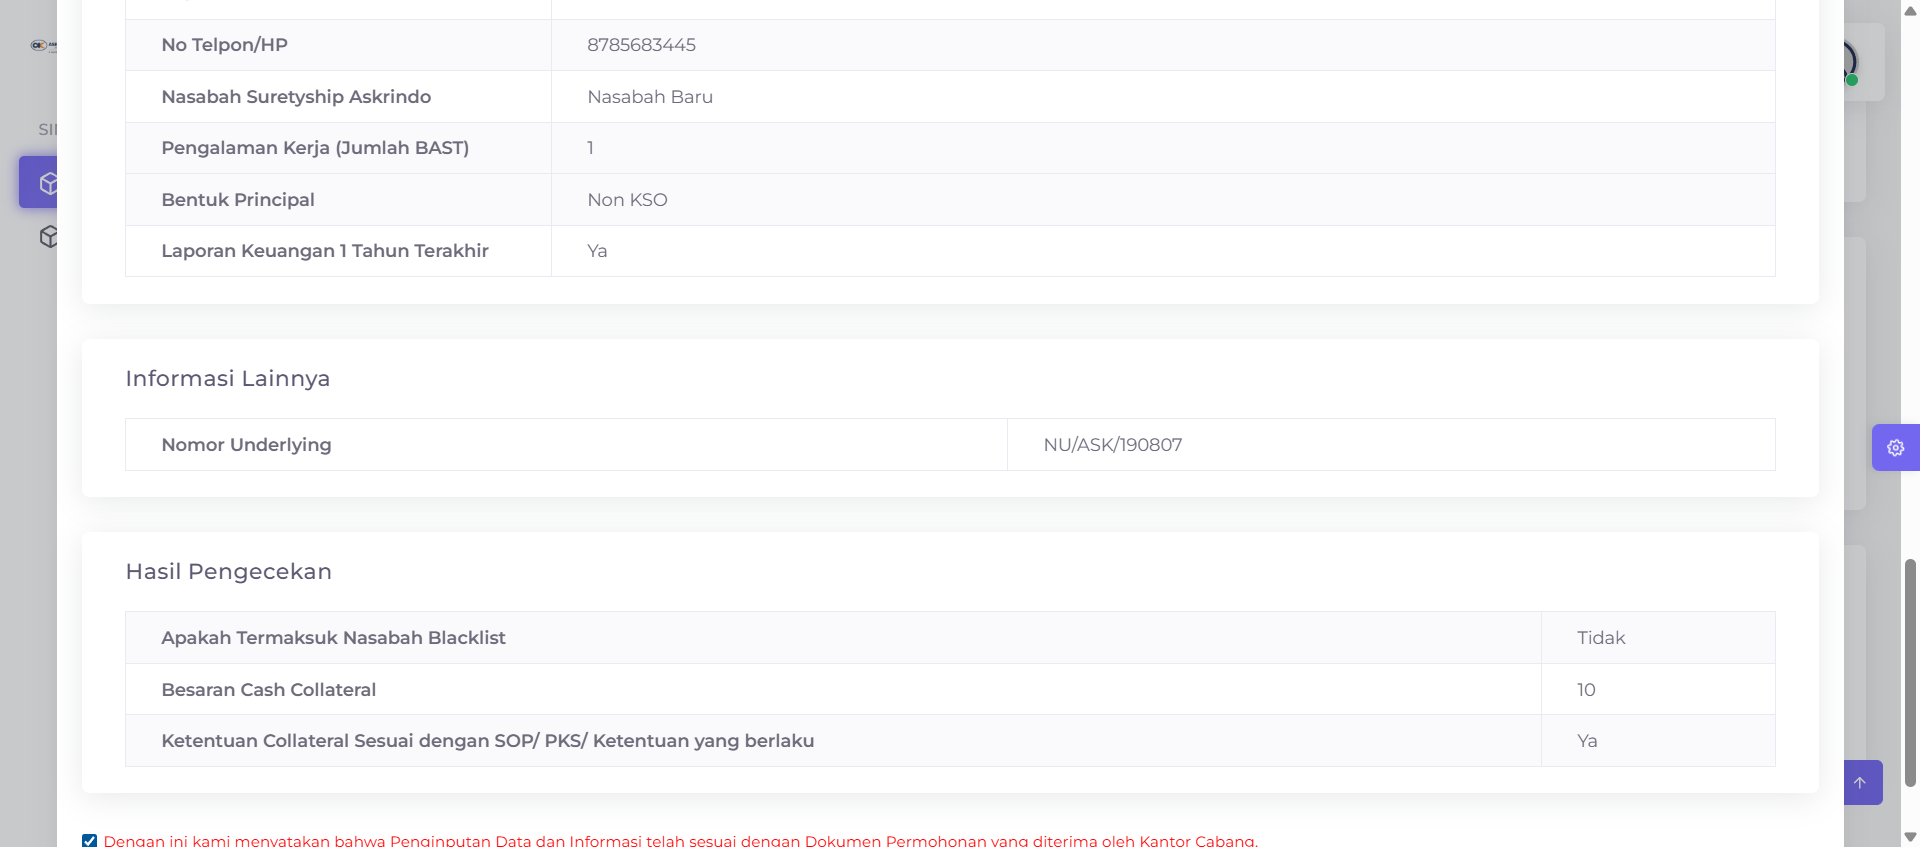 No Telpon/HP 8785683445
Nasabah Suretyship Askrindo Nasabah Baru
Pengalaman Kerja (Jumlah BAST) 1
Bentuk Principal Non KSO
Laporan Keuangan 1 Tahun Terakhir Ya
Informasi Lainnya
Nomor Underlying NU/ASK/190807
Hasil Pengecekan
Apakah Termaksuk Nasabah Blacklist Tidak
Besaran Cash Collateral 10
Ketentuan Collateral Sesuai dengan SOP/ PKS/ Ketentuan yang berlaku Ya
Dengan ini kami menyatakan bahwa Penginputan Data dan Informasi telah sesuai dengan Dokumen Permohonan yang diterima oleh Kantor Cabang.